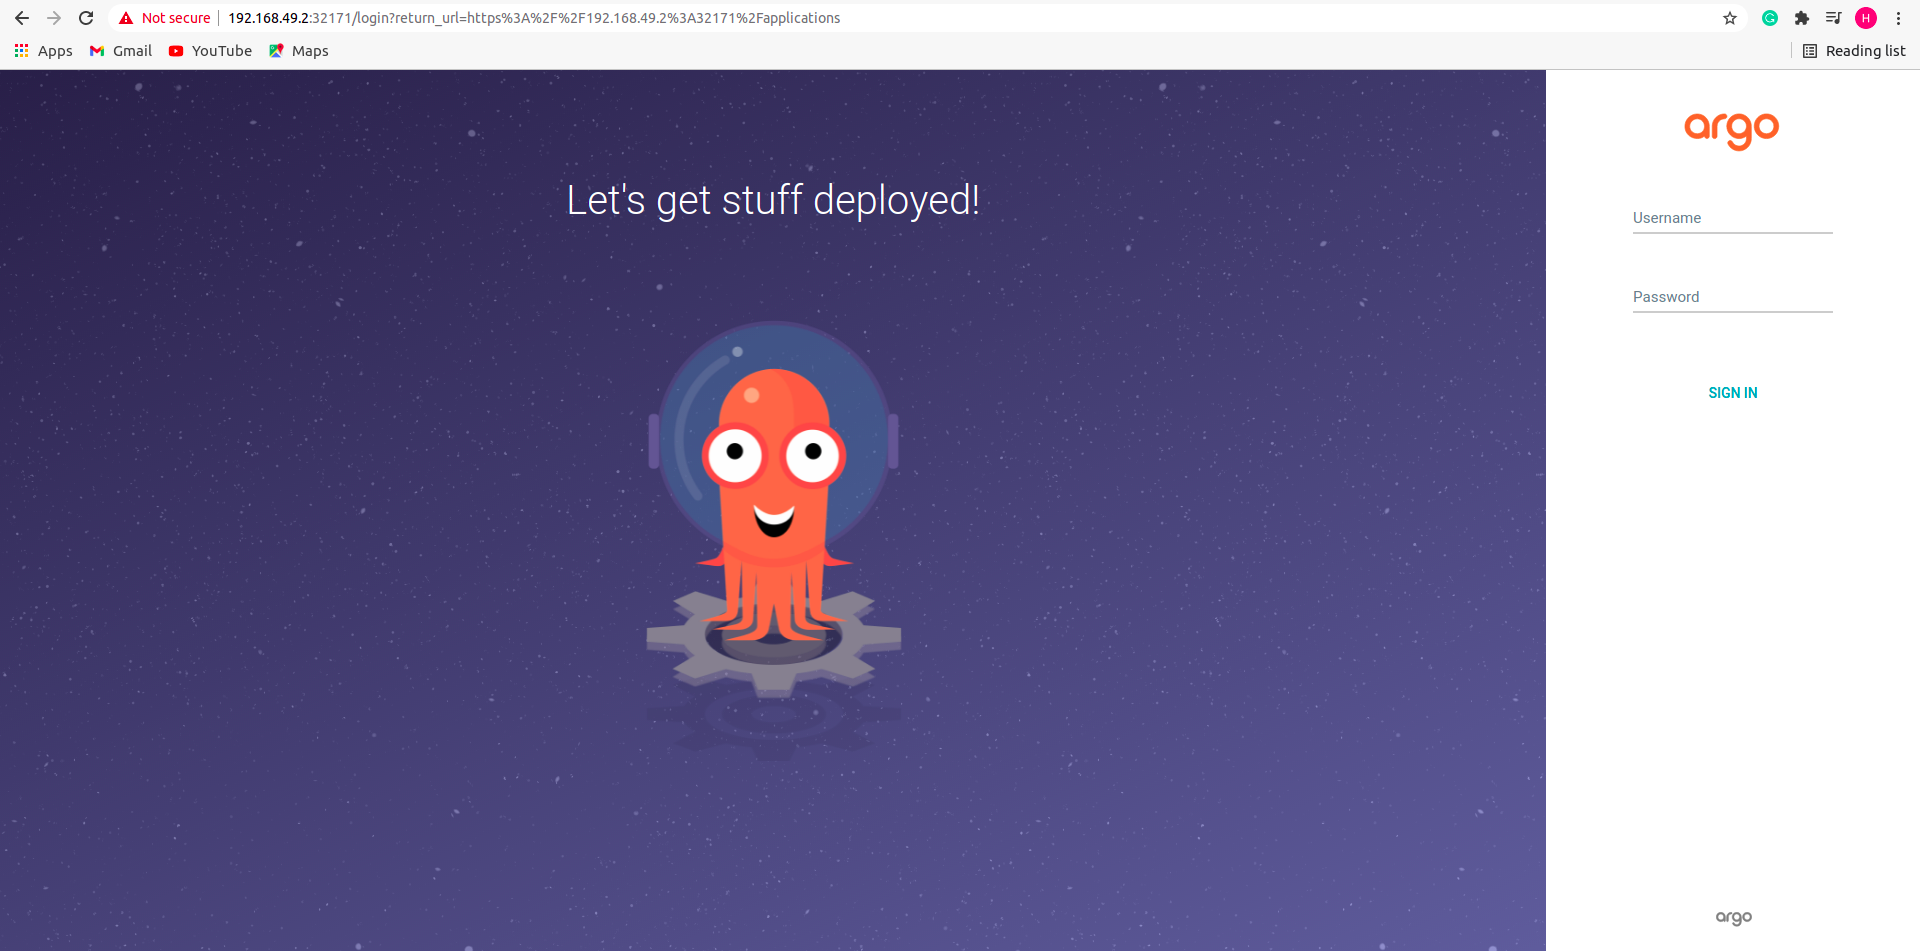 Not secure
192.168.49.2:32171/login?return_url=https%3A%2F%2F192.168.49.2%3A32171%2Fapplications
H
Apps
Gmail
YouTube
Maps
Reading list
Let's get stuff deployed!
argo
Username
Password
SIGN IN
argo